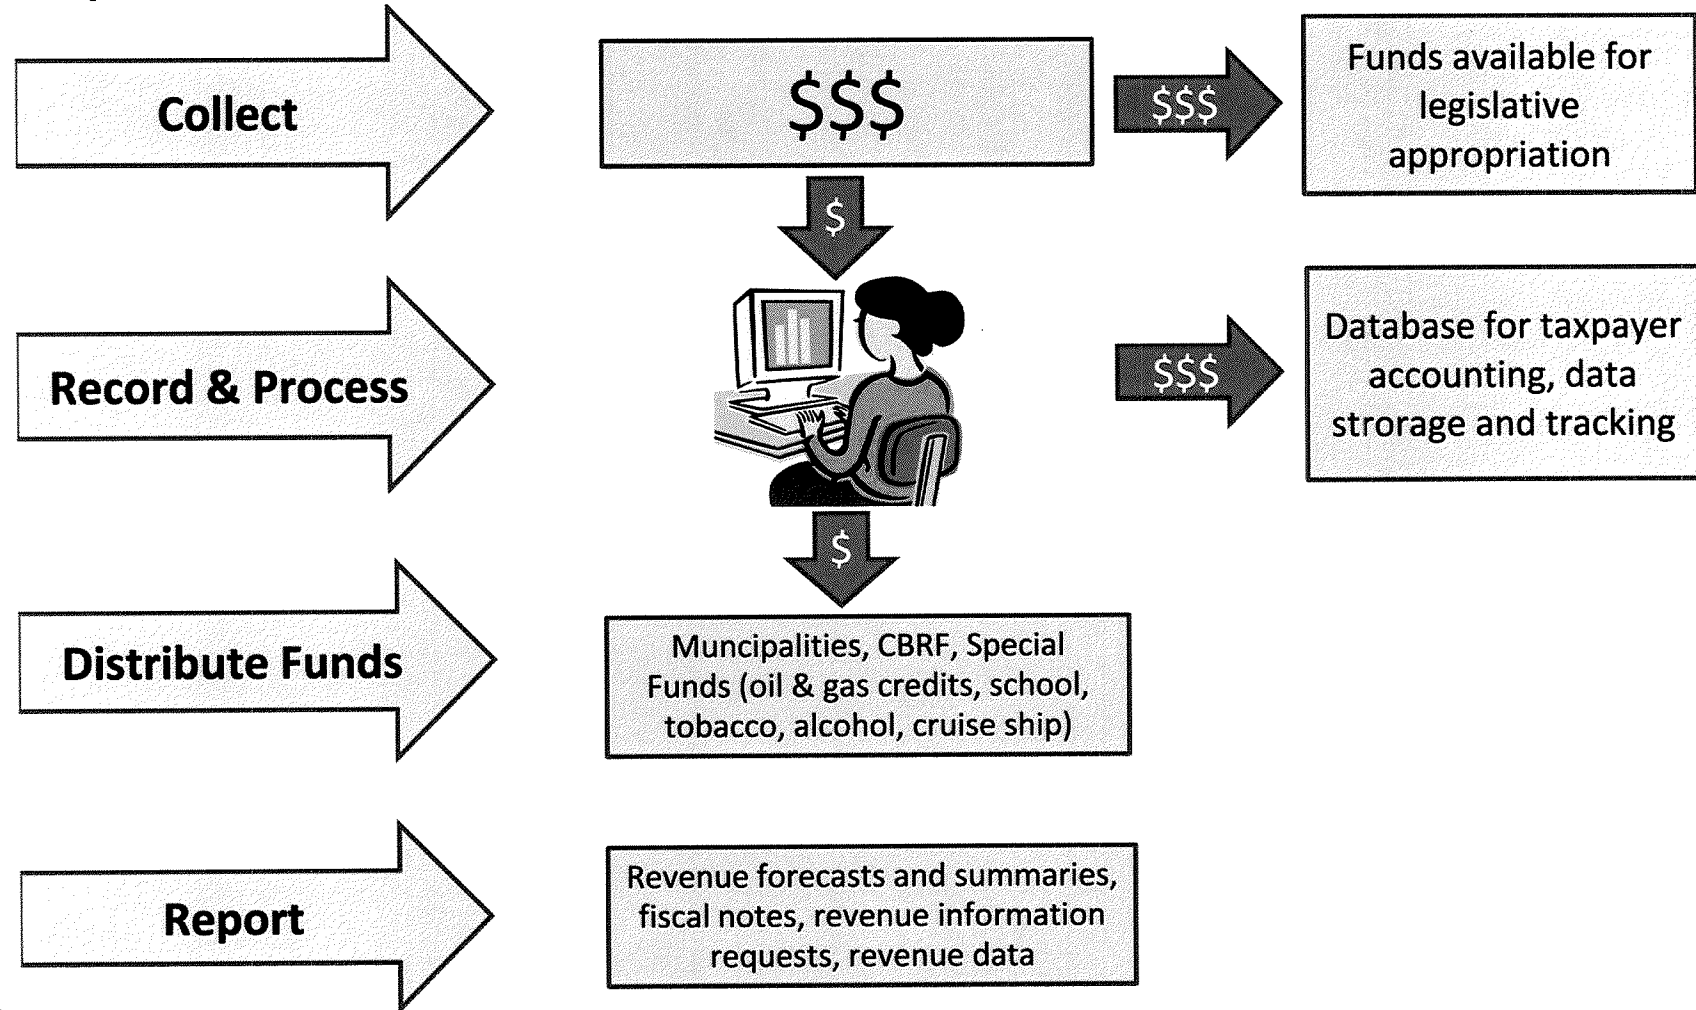 Collect
$$$
$$$
Funds available for
legislative
appropriation
$
Record & Process
$$$
Database for taxpayer
accounting, data
strorage and tracking
$
Distribute Funds
Muncipalities, CBRF, Special
Funds (oil & gas credits, school,
tobacco, alcohol, cruise ship)
Report
Revenue forecasts and summaries,
fiscal notes, revenue information
requests, revenue data